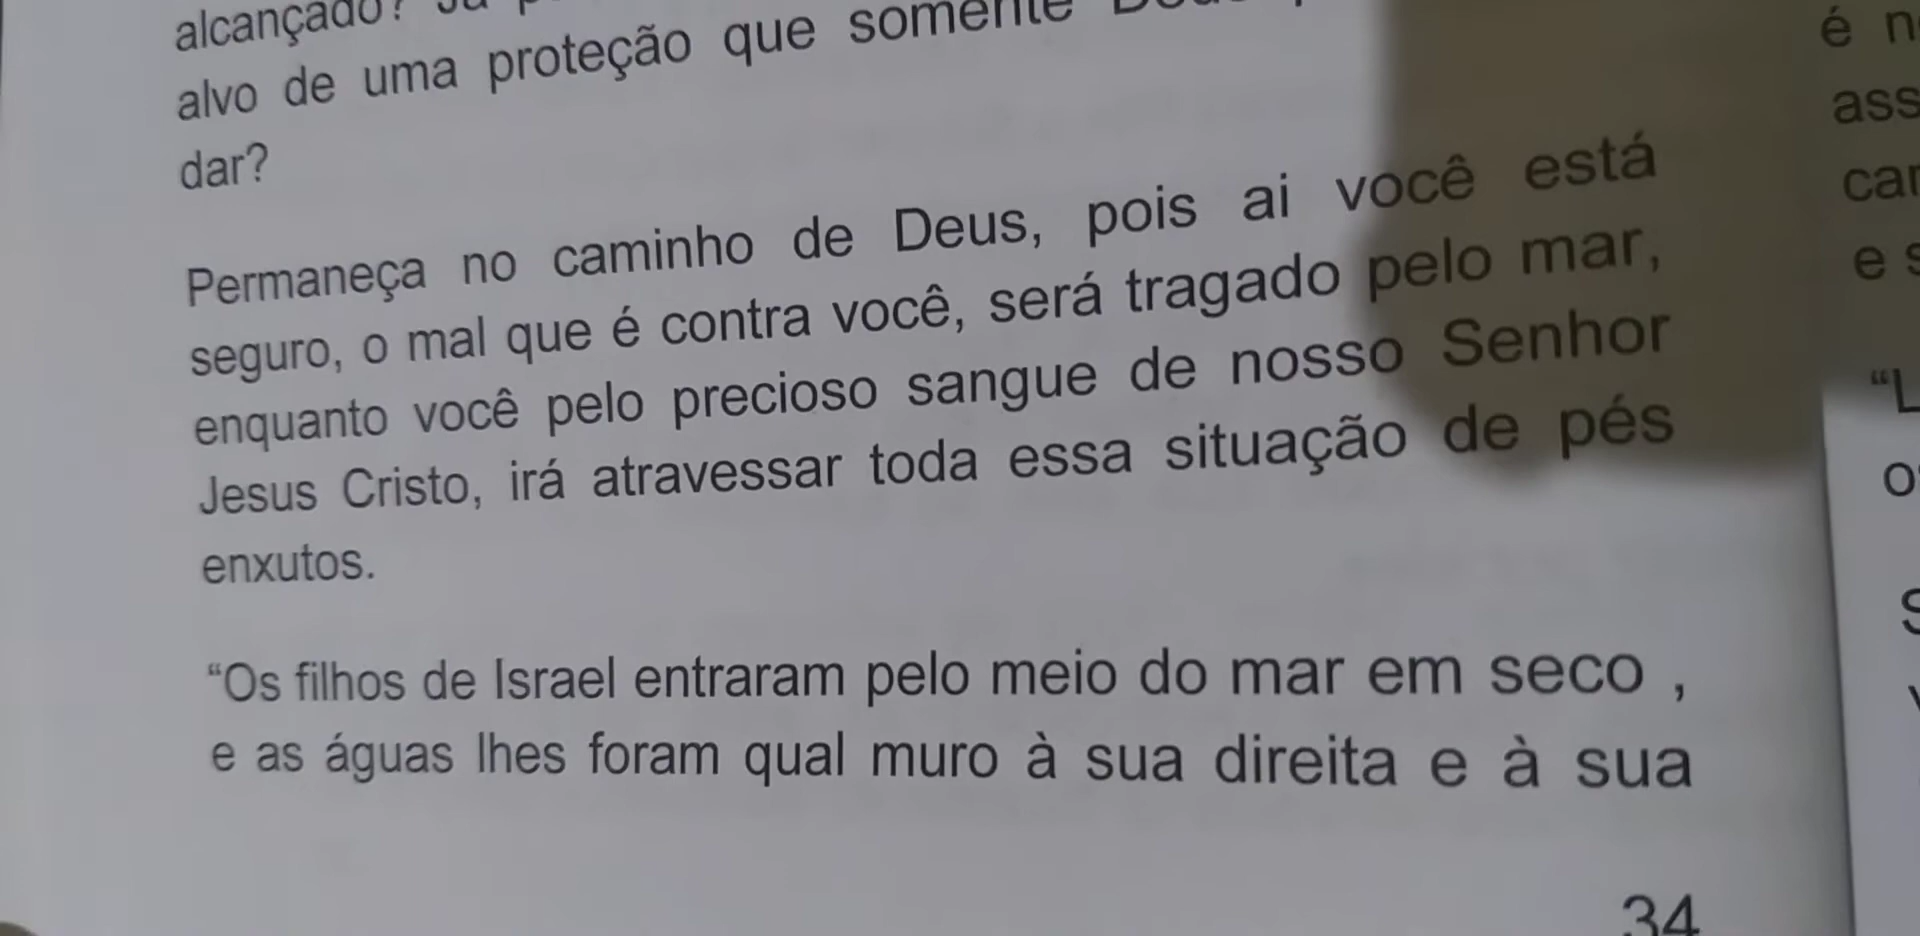 alcançado?
alvo de uma proteção que somente
dar?
Permaneça no caminho de Deus, pois ai você está
seguro, o mal que é contra você, será tragado pelo mar,
enquanto você pelo precioso sangue de nosso Senhor
Jesus Cristo, irá atravessar toda essa situação de pés
enxutos.
“Os filhos de Israel entraram pelo meio do mar em seco ,
e as águas lhes foram qual muro à sua direita e à sua
34
é